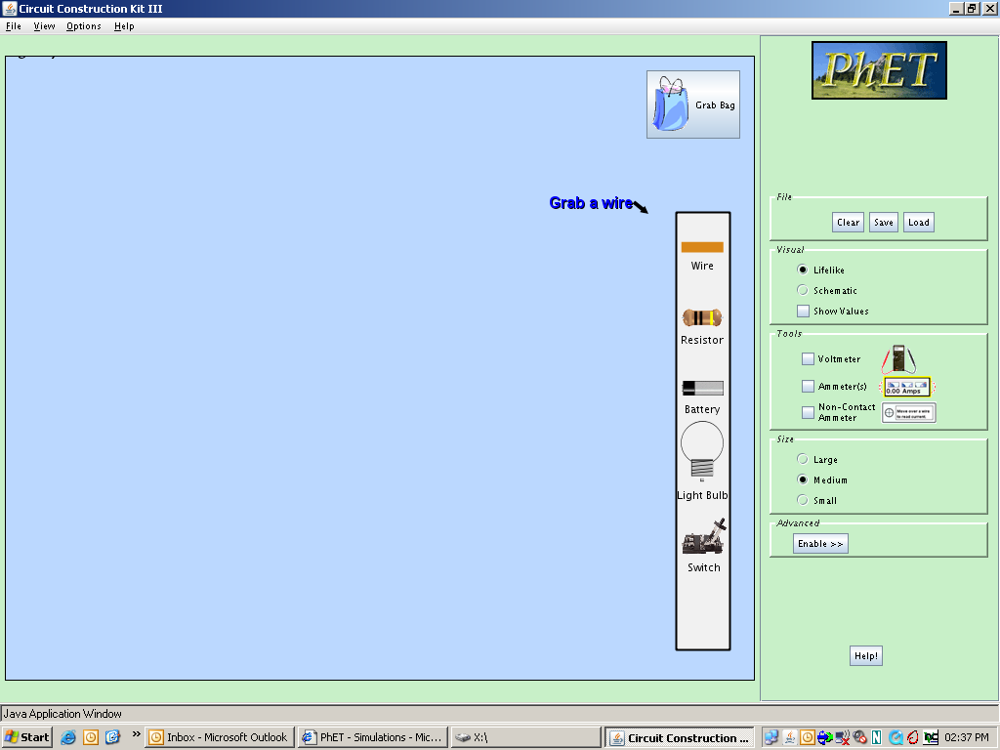 Circuit Construction Kit III
File View Options Help
PhET
Grab Bag
Grab a wire
Wire
Resistor
Battery
Light Bulb
Switch
File
Clear Save Load
Visual
Lifelike
Schematic
Show Values
Tools
Voltmeter
Ammeter(s)
0.00 Amps
Non-Contact
Ammeter
Move over a wire
to read current.
Size
Large
Medium
Small
Advanced
Enable >>
Help!
Java Application Window
Start
Inbox - Microsoft Outlook
PhET - Simulations - Mic...
X:\
Circuit Construction ...
02:37 PM